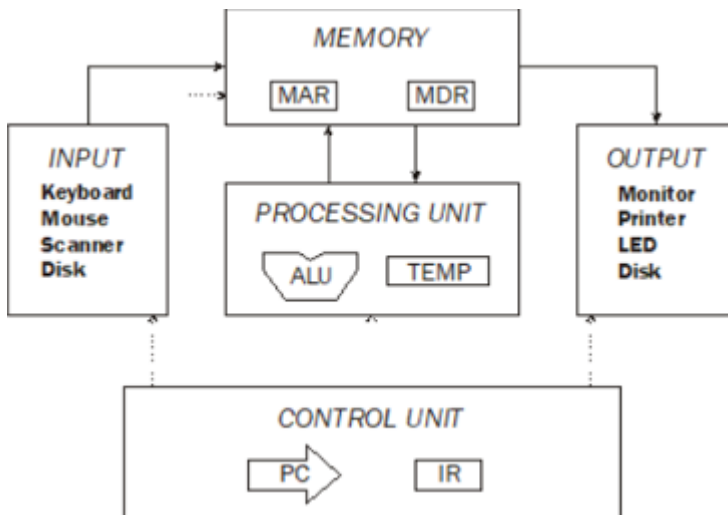 MEMORY
MAR MDR
INPUT
Keyboard
Mouse
Scanner
Disk
PROCESSING UNIT
ALU TEMP
OUTPUT
Monitor
Printer
LED
Disk
CONTROL UNIT
PC IR